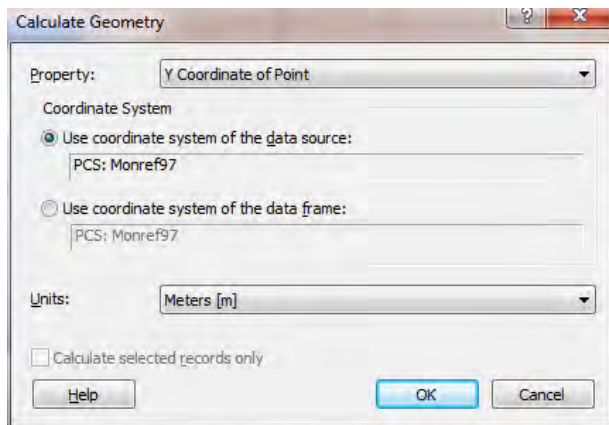 Calculate Geometry
Property: Y Coordinate of Point
Coordinate System
Use coordinate system of the data source:
PCS: Monref97
Use coordinate system of the data frame:
PCS: Monref97
Units: Meters [m]
Calculate selected records only
Help OK Cancel